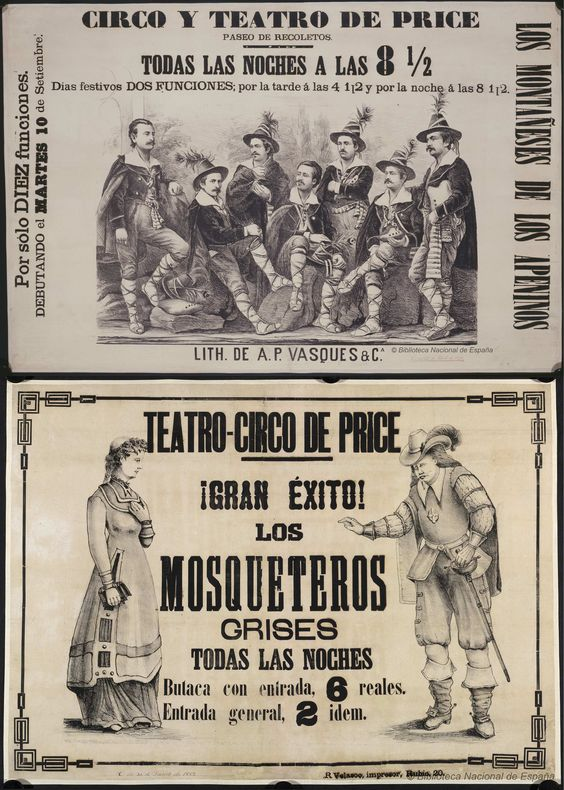 CIRCO Y TEATRO DE PRICE
PASEO DE RECOLETOS.
TODAS LAS NOCHES A LAS 8 1/2
Dias festivos DOS FUNCIONES; por la tarde á las 4 1|2 y por la noche á las 8 1|2.
Por sólo DIEZ funciones.
DEBUTANDO el MARTES 10 de Setiembre.
LOS MONTAÑESES DE LOS APENINOS
LITH. DE A.P. VASQUES & C.ᴬ
© Biblioteca Nacional de España
TEATRO-CIRCO DE PRICE
¡GRAN ÉXITO!
LOS
MOSQUETEROS
GRISES
TODAS LAS NOCHES
Butaca con entrada, 6 reales.
Entrada general, 2 idem.
R Velasco, impresor, Rubio, 20.
© Biblioteca Nacional de España